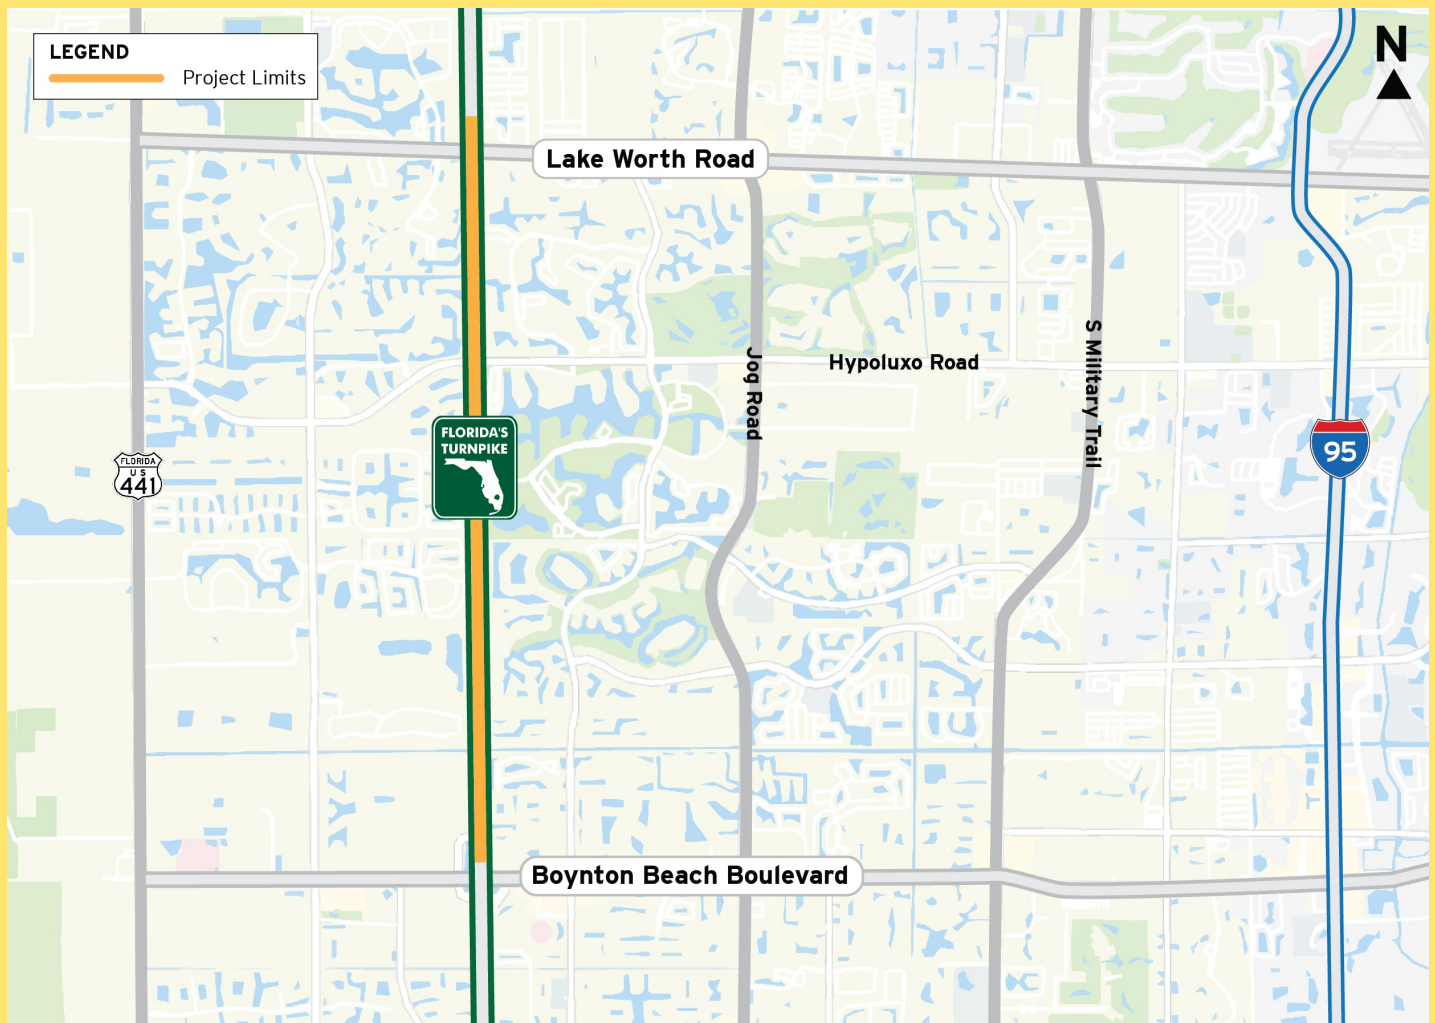 LEGEND
Project Limits
N
Lake Worth Road
Jog Road
Hypoluxo Road
S Military Trail
FLORIDA'S
TURNPIKE
FLORIDA
US
441
95
Boynton Beach Boulevard